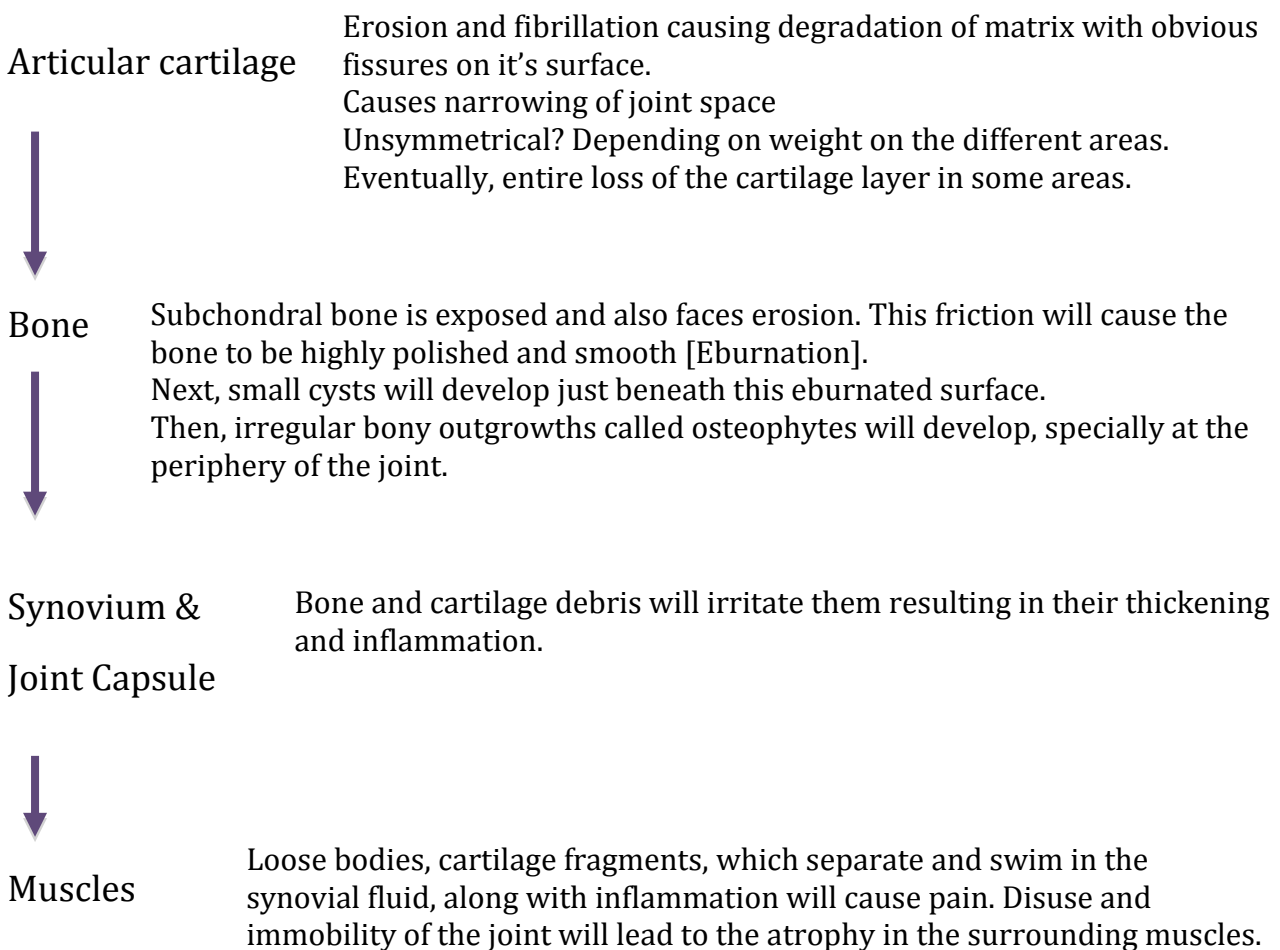 Articular cartilage
Erosion and fibrillation causing degradation of matrix with obvious
fissures on it’s surface.
Causes narrowing of joint space
Unsymmetrical? Depending on weight on the different areas.
Eventually, entire loss of the cartilage layer in some areas.
Bone
Subchondral bone is exposed and also faces erosion. This friction will cause the
bone to be highly polished and smooth [Eburnation].
Next, small cysts will develop just beneath this eburnated surface.
Then, irregular bony outgrowths called osteophytes will develop, specially at the
periphery of the joint.
Synovium &
Joint Capsule
Bone and cartilage debris will irritate them resulting in their thickening
and inflammation.
Muscles
Loose bodies, cartilage fragments, which separate and swim in the
synovial fluid, along with inflammation will cause pain. Disuse and
immobility of the joint will lead to the atrophy in the surrounding muscles.